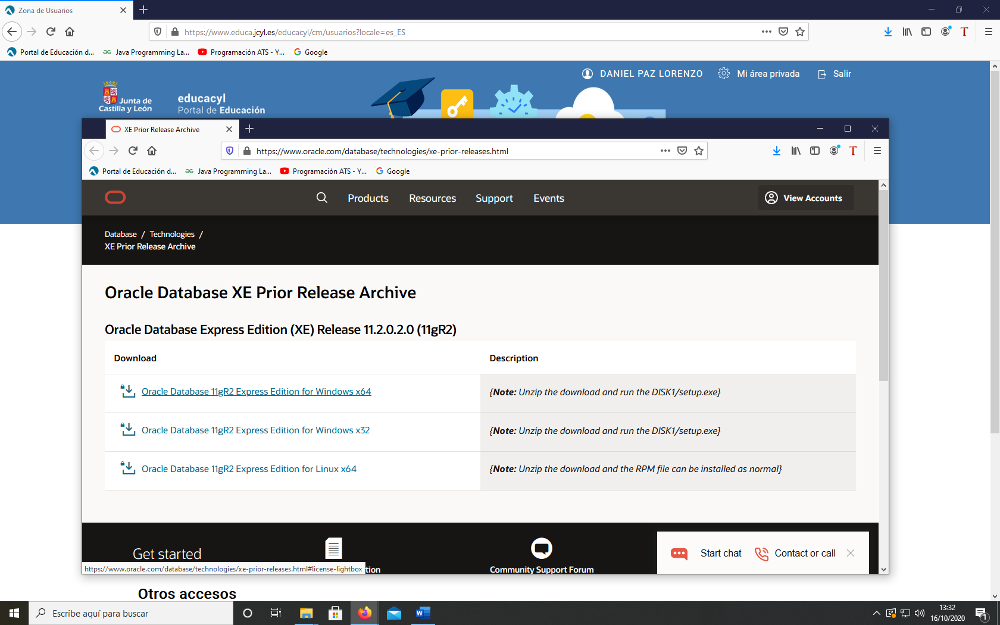 Zona de Usuarios
https://www.educa.jcyl.es/educacyl/cm/usuarios?locale=es_ES
Portal de Educación d...
Java Programming La...
Programación ATS - Y...
Google
DANIEL PAZ LORENZO
Mi área privada
Salir
Junta de
Castilla y León
educacyl
Portal de Educación
XE Prior Release Archive
https://www.oracle.com/database/technologies/xe-prior-releases.html
Portal de Educación d...
Java Programming La...
Programación ATS - Y...
Google
Products
Resources
Support
Events
View Accounts
Database / Technologies /
XE Prior Release Archive
Oracle Database XE Prior Release Archive
Oracle Database Express Edition (XE) Release 11.2.0.2.0 (11gR2)
Download
Description
Oracle Database 11gR2 Express Edition for Windows x64
{Note: Unzip the download and run the DISK1/setup.exe}
Oracle Database 11gR2 Express Edition for Windows x32
{Note: Unzip the download and run the DISK1/setup.exe}
Oracle Database 11gR2 Express Edition for Linux x64
{Note: Unzip the download and the RPM file can be installed as normal}
Get started
Start chat
Contact or call
https://www.oracle.com/database/technologies/xe-prior-releases.html#license-lightbox
tion
Community Support Forum
Otros accesos
Escribe aquí para buscar
13:32
16/10/2020
1